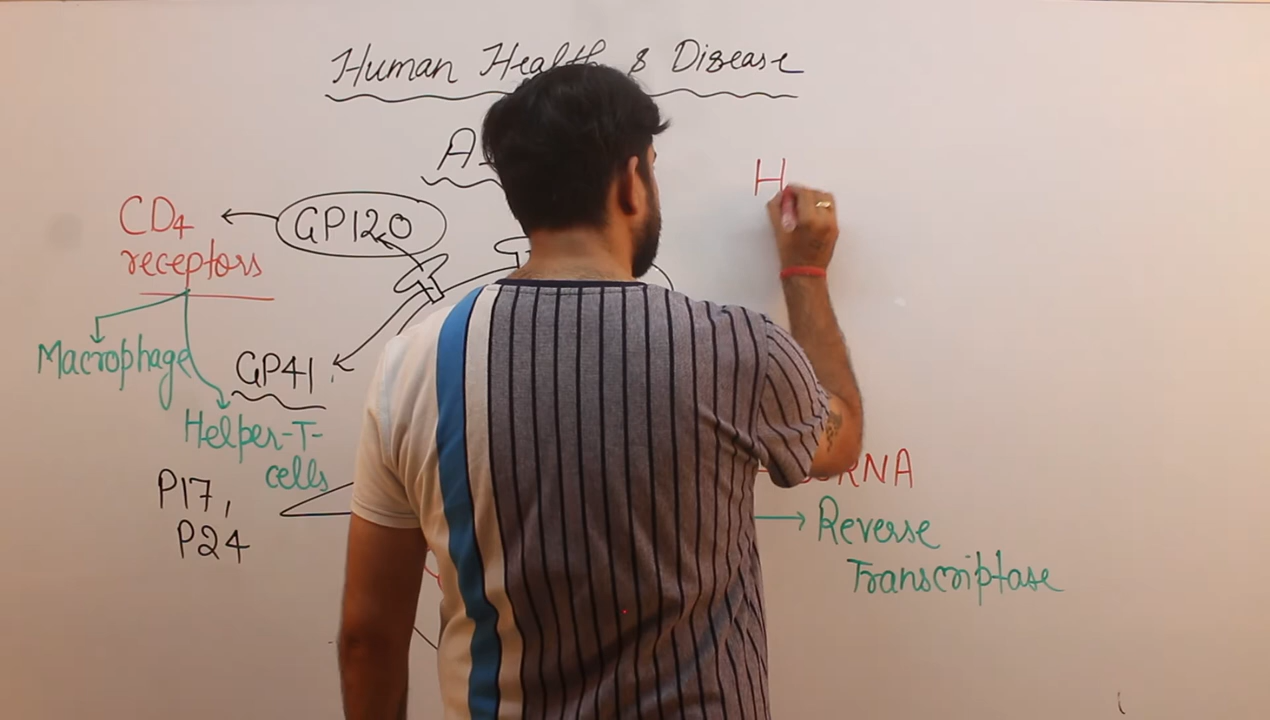 Human Health & Disease
A
H
CD4
receptors
GP120
Macrophage
GP41
Helper-T-
cells
P17,
P24
RNA
Reverse
Transcriptase